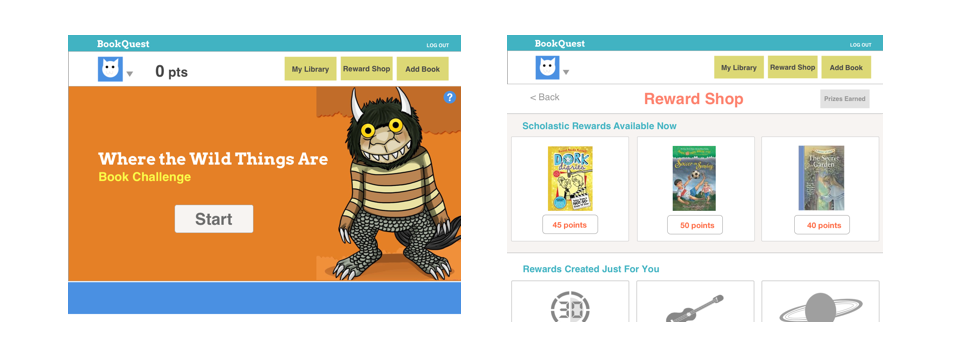 BookQuest
LOG OUT
0 pts
My Library
Reward Shop
Add Book
?
Where the Wild Things Are
Book Challenge
Start
BookQuest
LOG OUT
My Library
Reward Shop
Add Book
< Back
Reward Shop
Prizes Earned
Scholastic Rewards Available Now
DORK
diaries
45 points
50 points
The Secret
Garden
40 points
Rewards Created Just For You
30